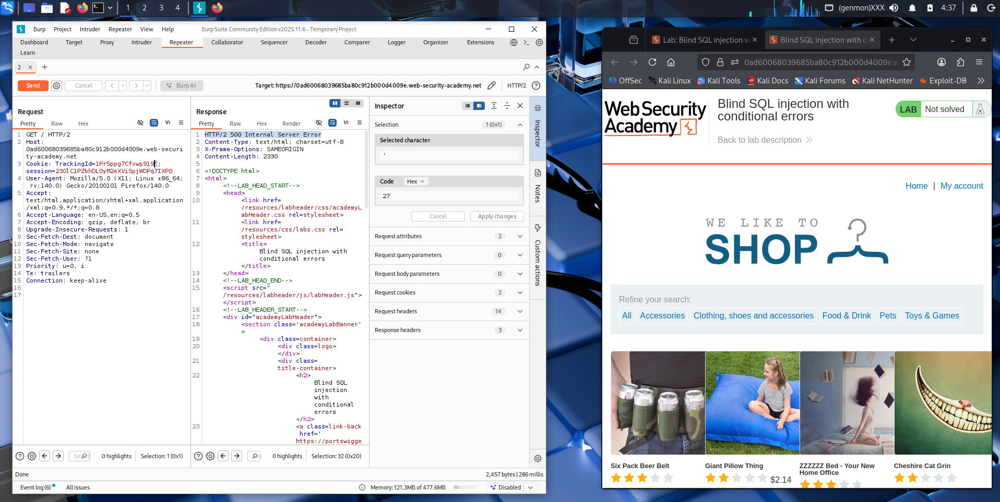 1 2 3 4
(genmon)XXX 4:37
Burp Project Intruder Repeater View Help Burp Suite Community Edition v2025.11.6 - Temporary Project
Dashboard Target Proxy Intruder Repeater Collaborator Sequencer Decoder Comparer Logger Organizer Extensions
Learn
2 × +
Send Cancel Burp AI Target: https://0ad60068039685ba80c912b000d4009e.web-security-academy.net HTTP/2
Request
Pretty Raw Hex \n
1 GET / HTTP/2
2 Host:
0ad60068039685ba80c912b000d4009e.web-securi
ty-academy.net
3 Cookie: TrackingId=1Pr5ppg7Cfvwp919';
session=23GlC1PZbhDL0yM2eXViSpjWDPq7IXP0
4 User-Agent: Mozilla/5.0 (X11; Linux x86_64;
rv:140.0) Gecko/20100101 Firefox/140.0
5 Accept:
text/html,application/xhtml+xml,application
/xml;q=0.9,*/*;q=0.8
6 Accept-Language: en-US,en;q=0.5
7 Accept-Encoding: gzip, deflate, br
8 Upgrade-Insecure-Requests: 1
9 Sec-Fetch-Dest: document
10 Sec-Fetch-Mode: navigate
11 Sec-Fetch-Site: none
12 Sec-Fetch-User: ?1
13 Priority: u=0, i
14 Te: trailers
15 Connection: keep-alive
16
17
0 highlights Selection: 1 (0x1)
Response
Pretty Raw Hex Render \n
1 HTTP/2 500 Internal Server Error
2 Content-Type: text/html; charset=utf-8
3 X-Frame-Options: SAMEORIGIN
4 Content-Length: 2330
5
6 <!DOCTYPE html>
7 <html>
8 <!--LAB_HEAD_START-->
9 <head>
10 <link href=
/resources/labheader/css/academyL
abHeader.css rel=stylesheet>
11 <link href=
/resources/css/labs.css rel=
stylesheet>
12 <title>
Blind SQL injection with
conditional errors
</title>
13 </head>
14 <!--LAB_HEAD_END-->
15 <script src="
/resources/labheader/js/labHeader.js">
</script>
16 <!--LAB_HEADER_START-->
17 <div id="academyLabHeader">
18 <section class='academyLabBanner'
>
19 <div class=container>
20 <div class=logo>
</div>
21 <div class=
title-container>
22 <h2>
Blind SQL
injection
with
conditional
errors
</h2>
23 <a class=link-back
href='
https://portswigge
0 highlights Selection: 32 (0x20)
Inspector
Selection 1 (0x1)
Selected character
'
Code Hex
27
Cancel Apply changes
Request attributes 2
Request query parameters 0
Request body parameters 0
Request cookies 2
Request headers 14
Response headers 3
Inspector
Notes
Custom actions
Done 2,457 bytes | 286 millis
Event log (6) All issues Memory: 121.3MB of 477.6MB Disabled
Lab: Blind SQL injection w Blind SQL injection with c
0ad60068039685ba80c912b000d4009e.w
OffSec Kali Linux Kali Tools Kali Docs Kali Forums Kali NetHunter Exploit-DB
Web Security
Academy
Blind SQL injection with
conditional errors
Back to lab description
LAB Not solved
Home | My account
WE LIKE TO
SHOP
Refine your search:
All Accessories Clothing, shoes and accessories Food & Drink Pets Toys & Games
Six Pack Beer Belt
Giant Pillow Thing
$2.14
ZZZZZZ Bed - Your New
Home Office
Cheshire Cat Grin